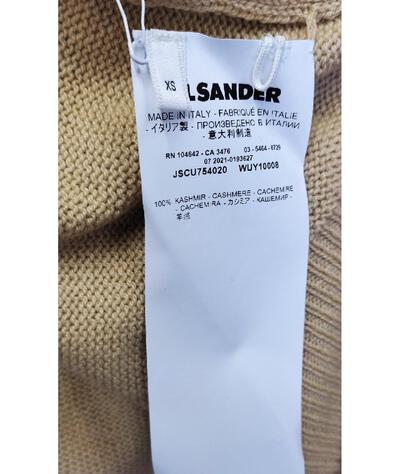 XS
LSANDER
MADE IN ITALY - FABRIQUÉ EN ITALIE
- イタリア製 - ПРОИЗВЕДЕНО В ИТАЛИИ
- 意大利制造
RN 104642 - CA 3476 03 - 5464 - 6729
07 2021-0193627
JSCU754020 WUY10008
100% KASHMIR - CASHMERE - CACHEMIRE
- CACHEMIRA - カシミア - КАШЕМИР -
羊绒